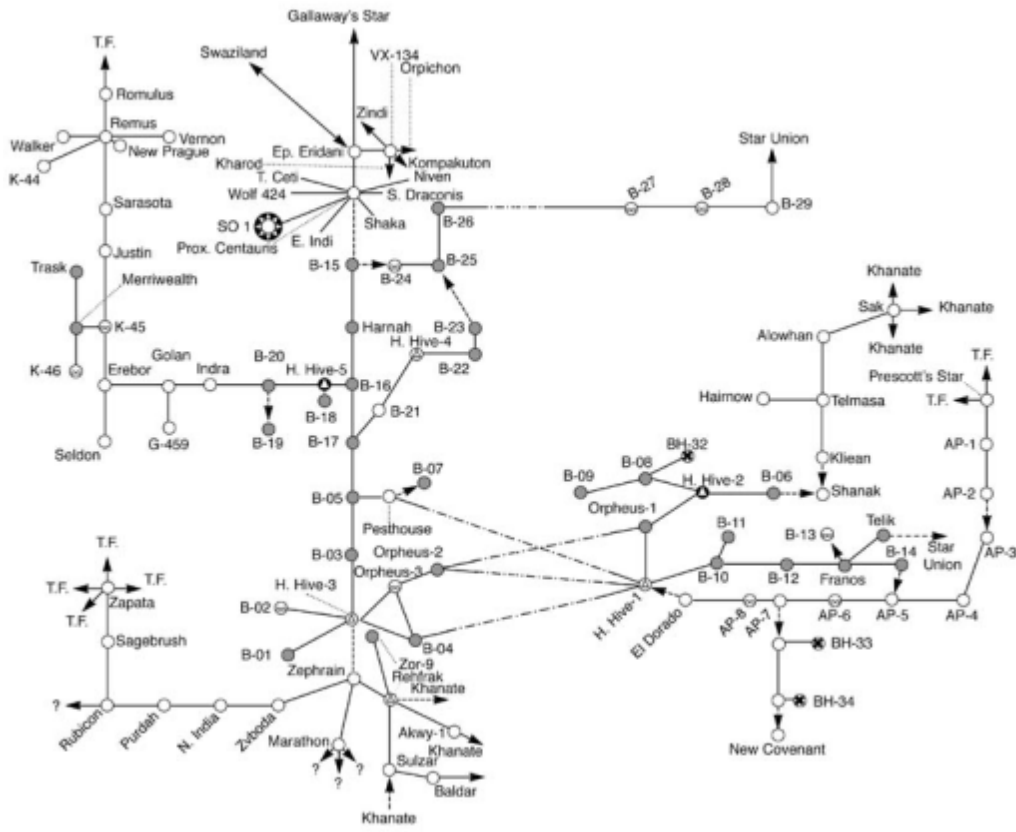 Gallaway's Star
VX-134
Orpichon
Swaziland
T.F.
Romulus
Zindi
Remus
Walker
Vernon
New Prague
Ep. Eridani
Kompakuton
Star Union
K-44
Kharod
T. Ceti
Niven
Wolf 424
S. Draconis
B-27
B-28
Sarasota
SO 1
Shaka
B-26
B-29
E. Indi
Prox. Centauris
Justin
B-15
B-24
B-25
Trask
Merriwealth
Khanate
Sak
Khanate
K-45
Harnah
B-23
Alowhan
Khanate
H. Hive-4
T.F.
K-46
Golan
B-20
H. Hive-5
B-22
Prescott's Star
Erebor
Indra
B-16
Hairnow
Telmasa
T.F.
B-18
B-21
Seldon
G-459
B-19
B-17
BH-32
AP-1
B-07
B-09
B-08
H. Hive-2
B-06
Kliean
B-05
AP-2
Pesthouse
Orpheus-1
Shanak
B-11
B-13
Telik
B-03
Orpheus-2
Star
Union
AP-3
T.F.
H. Hive-3
Orpheus-3
B-10
B-12
Franos
B-14
T.F.
T.F.
Zapata
B-02
H. Hive-1
El Dorado
AP-8
AP-7
AP-6
AP-5
AP-4
T.F.
Sagebrush
B-01
B-04
BH-33
Zephrain
Zor-9
Rehfrak
Khanate
?
Rubicon
Purdah
N. India
Zvboda
BH-34
Marathon
Akwy-1
Khanate
New Covenant
?
?
?
Sulzar
Baldar
Khanate